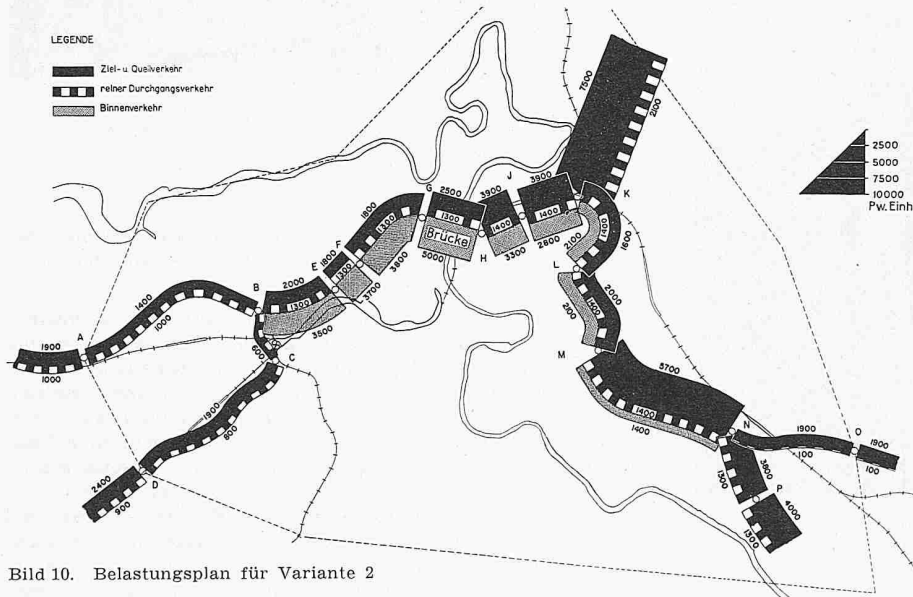 LEGENDE
Ziel- u. Quellverkehr
reiner Durchgangsverkehr
Binnenverkehr
7500
2100
2500
5000
7500
10000
Pw. Einh
J
3900
3900
G
2500
1300
Brücke
5000
1400
3300
H
1400
2800
K
1400
1600
2100
L
1800
1300
3800
F
1800
1300
3700
E
2000
1300
3500
B
600
C
1400
1000
A
1900
1000
1900
800
D
2400
900
2000
1400
2100
M
5700
1400
1400
N
1900
100
O
1900
100
3800
1300
P
4000
1300
Bild 10. Belastungsplan für Variante 2